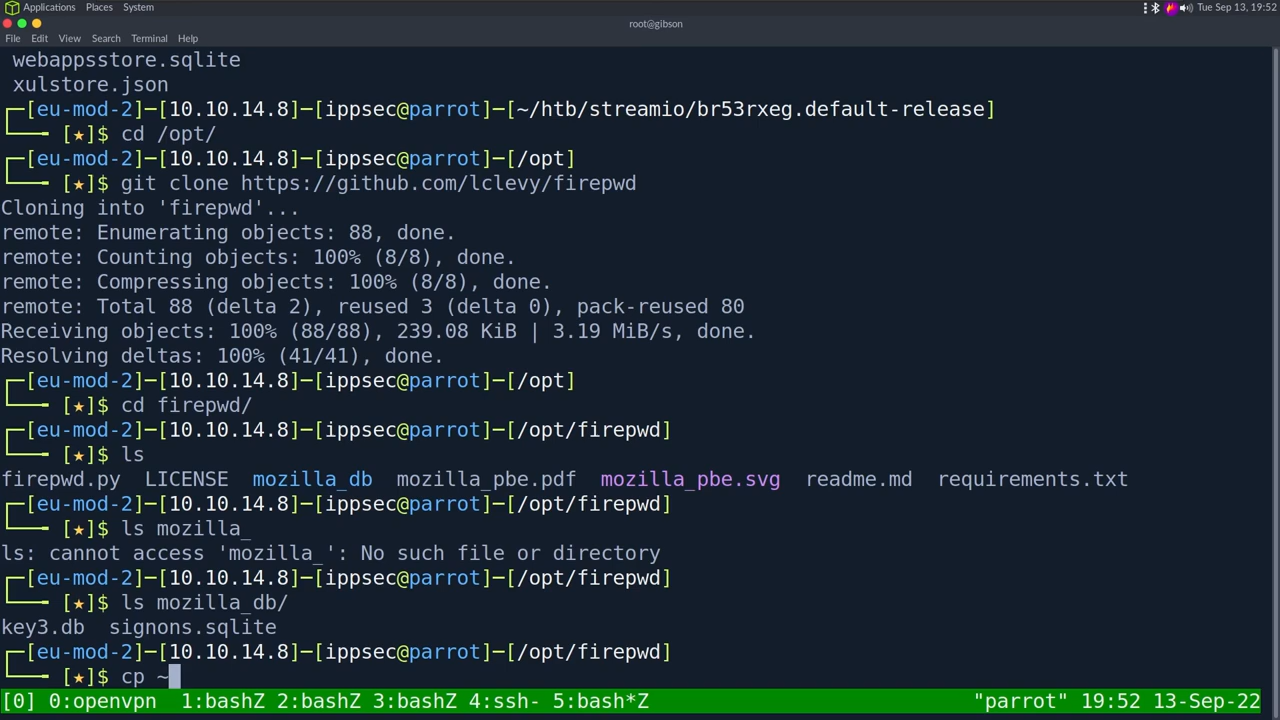 Applications Places System Tue Sep 13, 19:52
root@gibson
File Edit View Search Terminal Help
webappsstore.sqlite
xulstore.json
┌─[eu-mod-2]─[10.10.14.8]─[ippsec@parrot]─[~/htb/streamio/br53rxeg.default-release]
└──╼ [★]$ cd /opt/
┌─[eu-mod-2]─[10.10.14.8]─[ippsec@parrot]─[/opt]
└──╼ [★]$ git clone https://github.com/lclevy/firepwd
Cloning into 'firepwd'...
remote: Enumerating objects: 88, done.
remote: Counting objects: 100% (8/8), done.
remote: Compressing objects: 100% (8/8), done.
remote: Total 88 (delta 2), reused 3 (delta 0), pack-reused 80
Receiving objects: 100% (88/88), 239.08 KiB | 3.19 MiB/s, done.
Resolving deltas: 100% (41/41), done.
┌─[eu-mod-2]─[10.10.14.8]─[ippsec@parrot]─[/opt]
└──╼ [★]$ cd firepwd/
┌─[eu-mod-2]─[10.10.14.8]─[ippsec@parrot]─[/opt/firepwd]
└──╼ [★]$ ls
firepwd.py LICENSE mozilla_db mozilla_pbe.pdf mozilla_pbe.svg readme.md requirements.txt
┌─[eu-mod-2]─[10.10.14.8]─[ippsec@parrot]─[/opt/firepwd]
└──╼ [★]$ ls mozilla_
ls: cannot access 'mozilla_': No such file or directory
┌─[eu-mod-2]─[10.10.14.8]─[ippsec@parrot]─[/opt/firepwd]
└──╼ [★]$ ls mozilla_db/
key3.db signons.sqlite
┌─[eu-mod-2]─[10.10.14.8]─[ippsec@parrot]─[/opt/firepwd]
└──╼ [★]$ cp ~
[0] 0:openvpn 1:bashZ 2:bashZ 3:bashZ 4:ssh- 5:bash*Z "parrot" 19:52 13-Sep-22